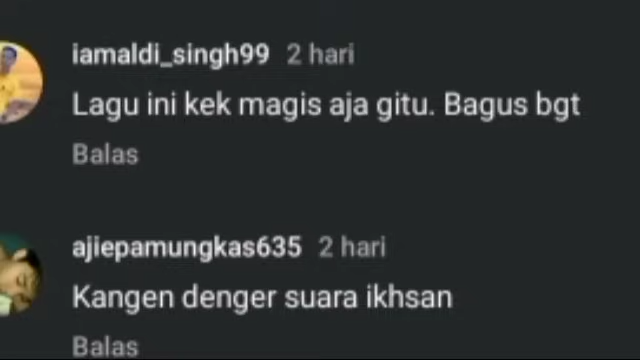 iamaldi_singh99 2 hari
Lagu ini kek magis aja gitu. Bagus bgt
Balas
ajiepamungkas635 2 hari
Kangen denger suara ikhsan
Balas